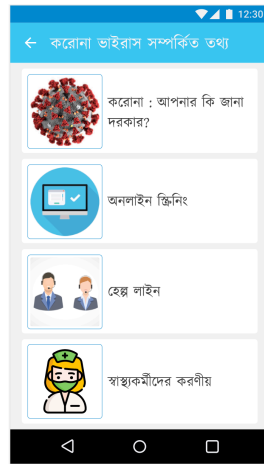 12:30
করোনা ভাইরাস সম্পর্কিত তথ্য
করোনা : আপনার কি জানা
দরকার?
অনলাইন স্ক্রিনিং
হেল্প লাইন
স্বাস্থ্যকর্মীদের করণীয়